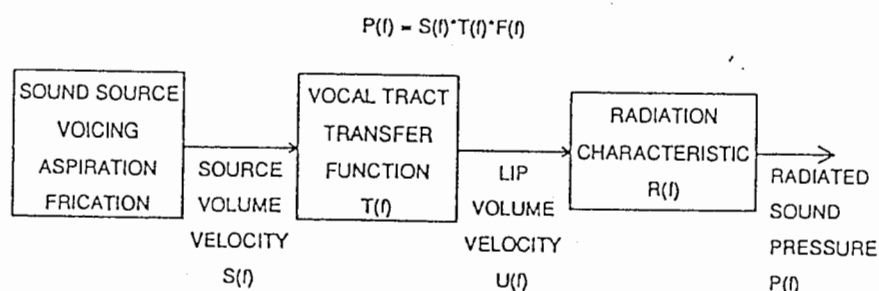 P(f) = S(f)*T(f)*F(f)
SOUND SOURCE
VOICING
ASPIRATION
FRICATION
SOURCE
VOLUME
VELOCITY
S(f)
VOCAL TRACT
TRANSFER
FUNCTION
T(f)
LIP
VOLUME
VELOCITY
U(f)
RADIATION
CHARACTERISTIC
R(f)
RADIATED
SOUND
PRESSURE
P(f)